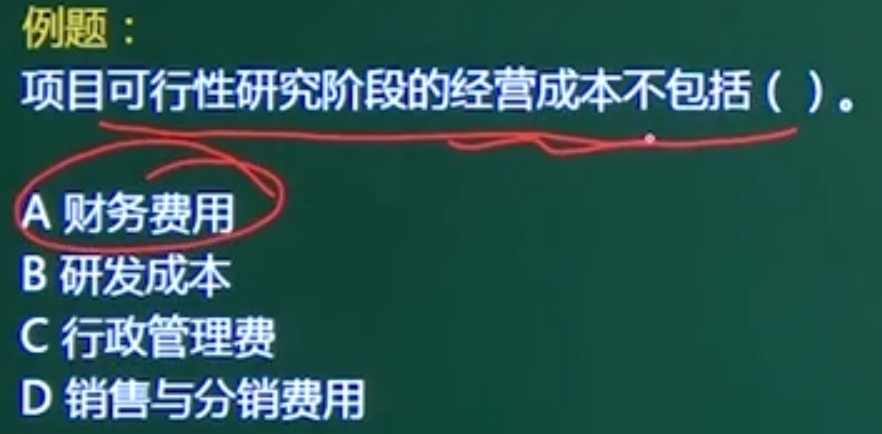 例题：
项目可行性研究阶段的经营成本不包括（ ）。
A 财务费用
B 研发成本
C 行政管理费
D 销售与分销费用